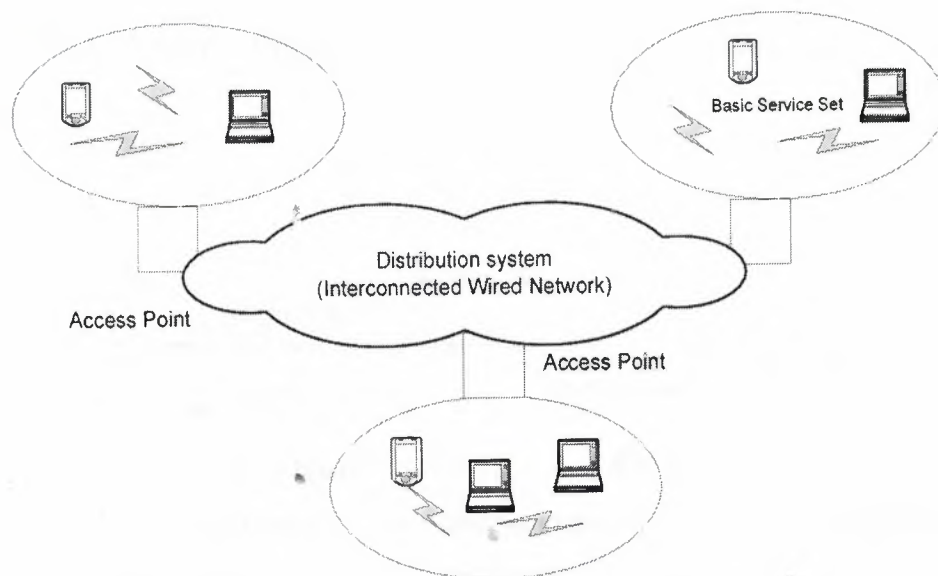 Basic Service Set
Distribution system
(Interconnected Wired Network)
Access Point
Access Point